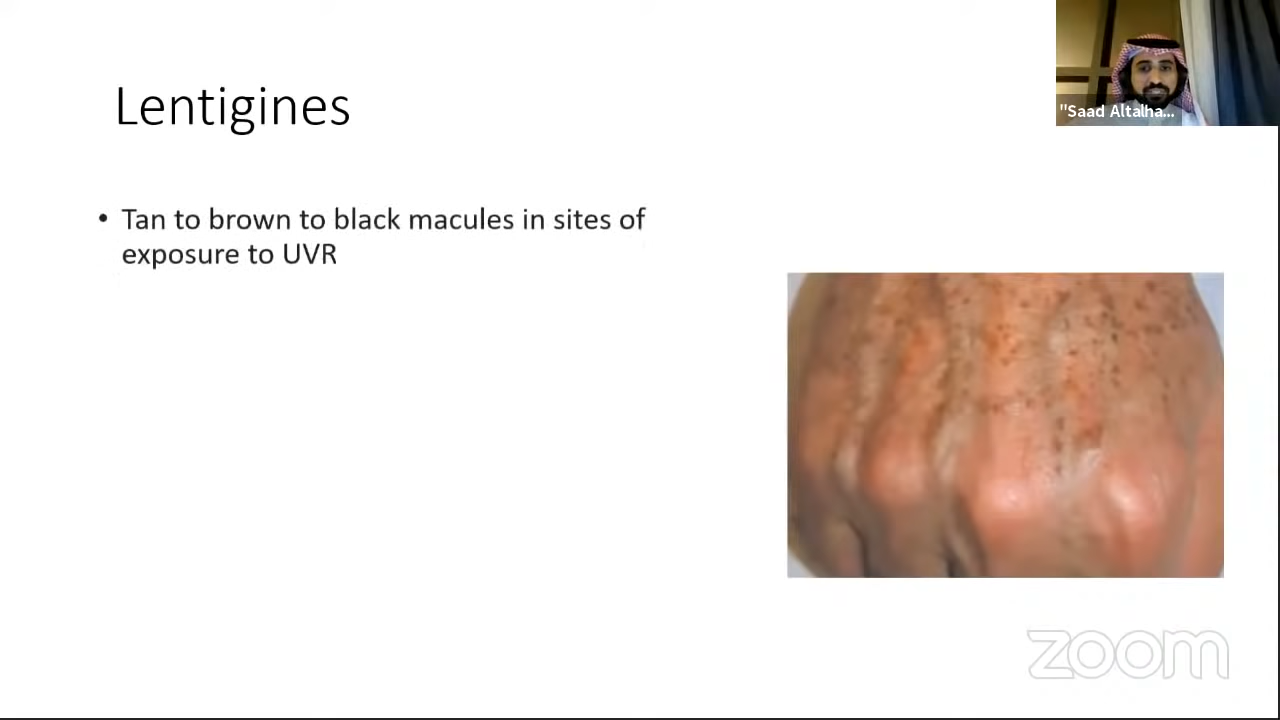 Lentigines
"Saad Altalha...
• Tan to brown to black macules in sites of
exposure to UVR
zoom